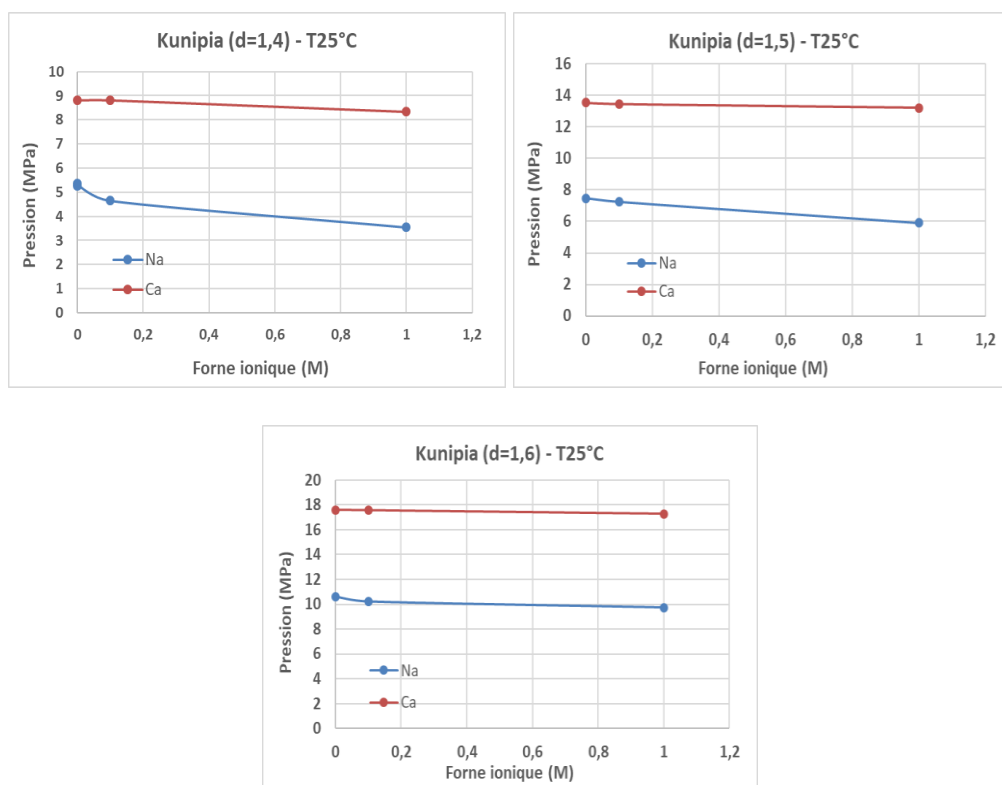 Kunipia (d=1,4) - T25°C
Pression (MPa)
10
9
8
7
6
5
4
3
2
1
0
Na
Ca
0 0,2 0,4 0,6 0,8 1 1,2
Forne ionique (M)
Kunipia (d=1,5) - T25°C
Pression (MPa)
16
14
12
10
8
6
4
2
0
Na
Ca
0 0,2 0,4 0,6 0,8 1 1,2
Forne ionique (M)
Kunipia (d=1,6) - T25°C
Pression (MPa)
20
18
16
14
12
10
8
6
4
2
0
Na
Ca
0 0,2 0,4 0,6 0,8 1 1,2
Forne ionique (M)